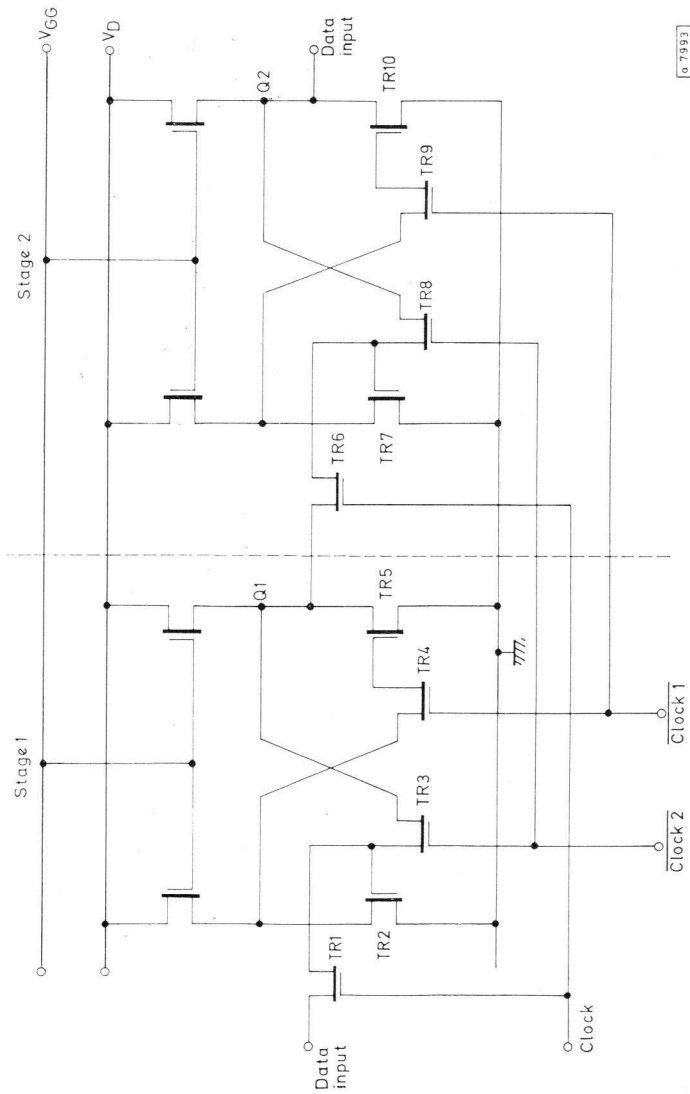 Stage 1
Stage 2
VGG
VD
Q1
Q2
Data
input
TR1
TR2
TR3
TR4
TR5
TR6
TR7
TR8
TR9
TR10
Data
input
Clock
Clock 2
Clock 1
a 7993